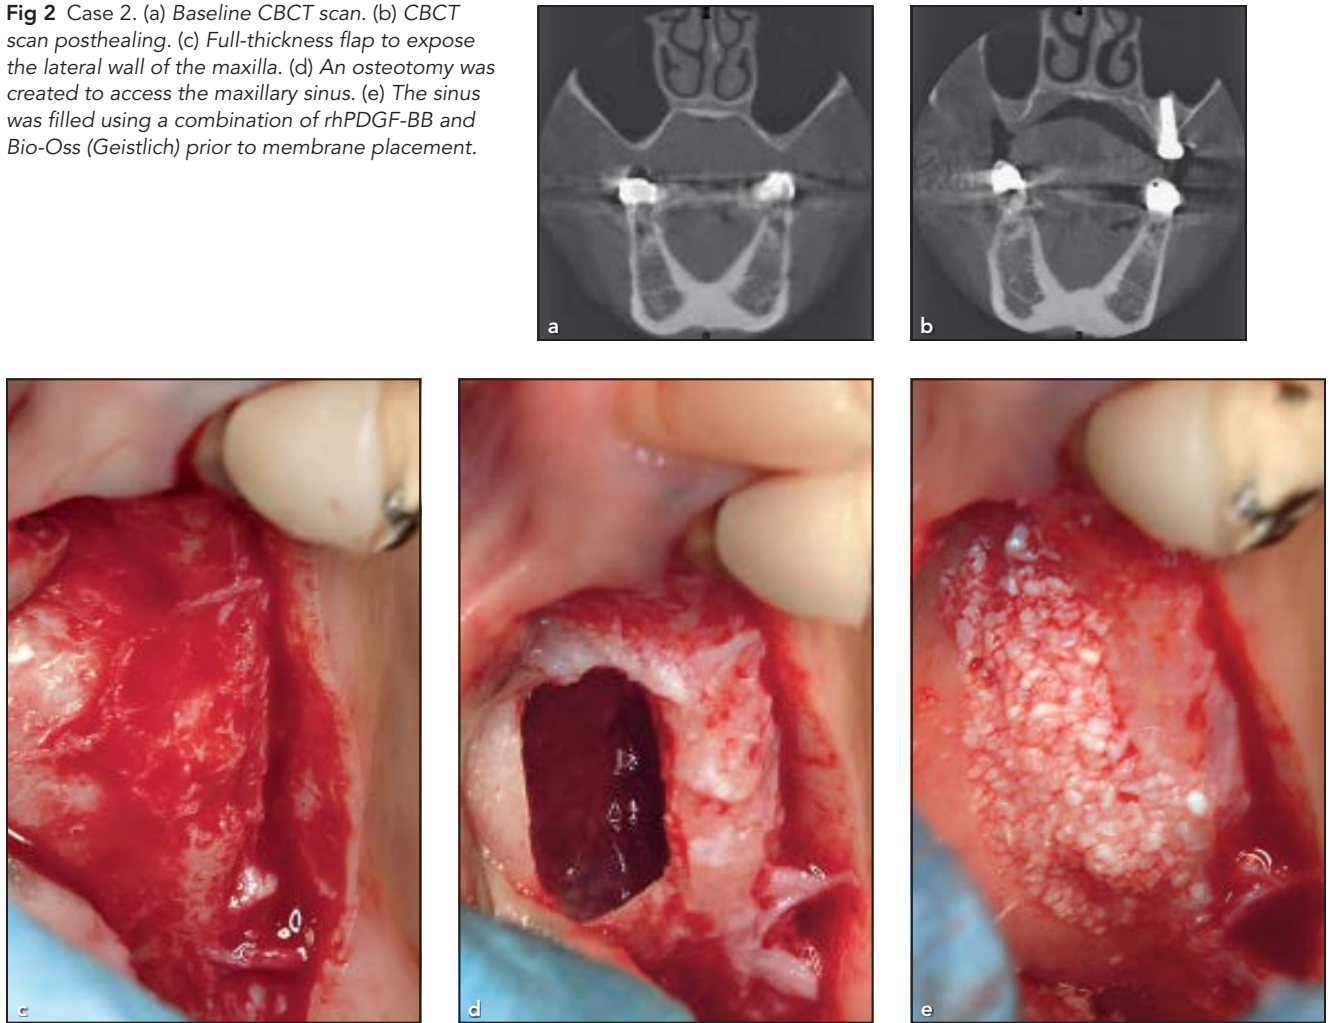 Fig 2 Case 2. (a) Baseline CBCT scan. (b) CBCT
scan posthealing. (c) Full-thickness flap to expose
the lateral wall of the maxilla. (d) An osteotomy was
created to access the maxillary sinus. (e) The sinus
was filled using a combination of rhPDGF-BB and
Bio-Oss (Geistlich) prior to membrane placement.
a
b
c
d
e